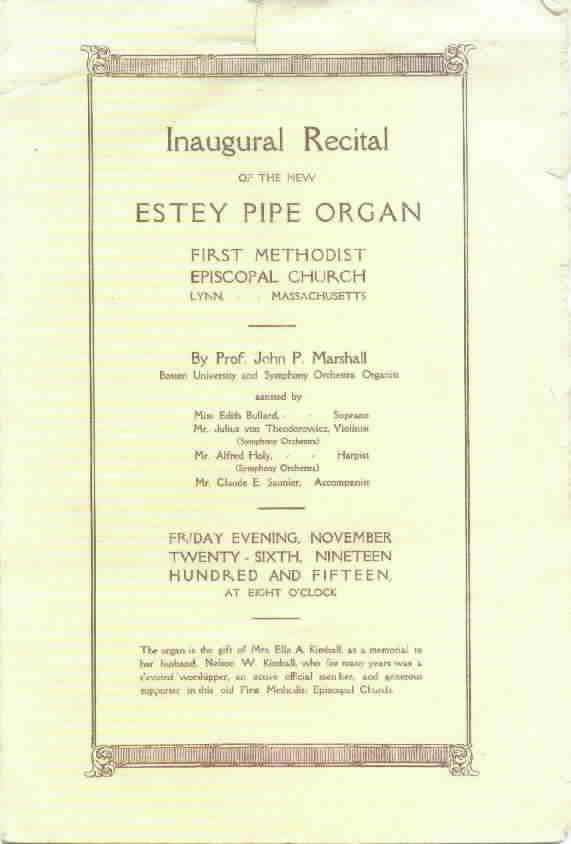 Inaugural Recital
OF THE NEW
ESTEY PIPE ORGAN
FIRST METHODIST
EPISCOPAL CHURCH
LYNN, - - MASSACHUSETTS
By Prof. John P. Marshall
Boston University and Symphony Orchestra Organist
assisted by
Miss Edith Bullard, - - Soprano
Mr. Julius von Theodorowicz, Violinist
(Symphony Orchestra)
Mr. Alfred Holy, - - Harpist
(Symphony Orchestra)
Mr. Claude E. Saunier, Accompanist
FRIDAY EVENING, NOVEMBER
TWENTY-SIXTH, NINETEEN
HUNDRED AND FIFTEEN,
AT EIGHT O'CLOCK
The organ is the gift of Mrs. Ella A. Kimball, as a memorial to
her husband, Nelson W. Kimball, who for many years was a
devoted worshipper, an active official member, and generous
supporter in this old First Methodist Episcopal Church.